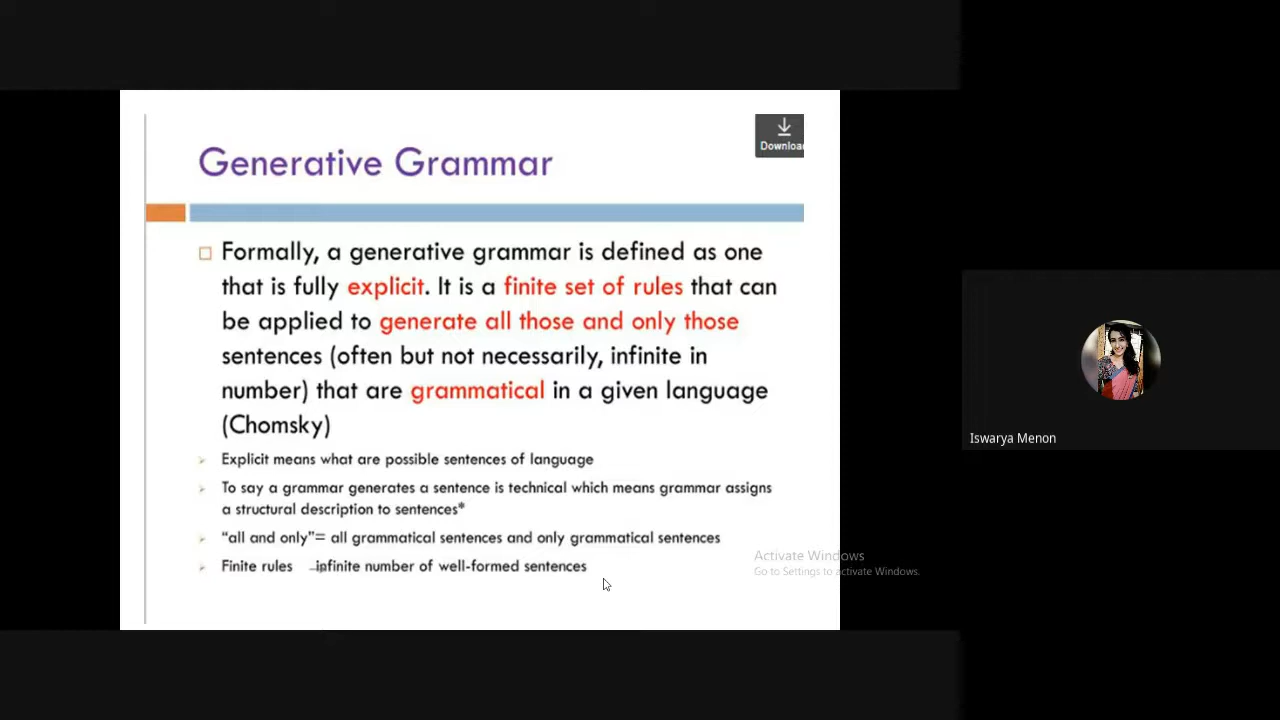 Generative Grammar
Downloa
Formally, a generative grammar is defined as one
that is fully explicit. It is a finite set of rules that can
be applied to generate all those and only those
sentences (often but not necessarily, infinite in
number) that are grammatical in a given language
(Chomsky)
Explicit means what are possible sentences of language
To say a grammar generates a sentence is technical which means grammar assigns
a structural description to sentences*
“all and only”= all grammatical sentences and only grammatical sentences
Finite rules infinite number of well-formed sentences
Activate Windows
Go to Settings to activate Windows.
Iswarya Menon